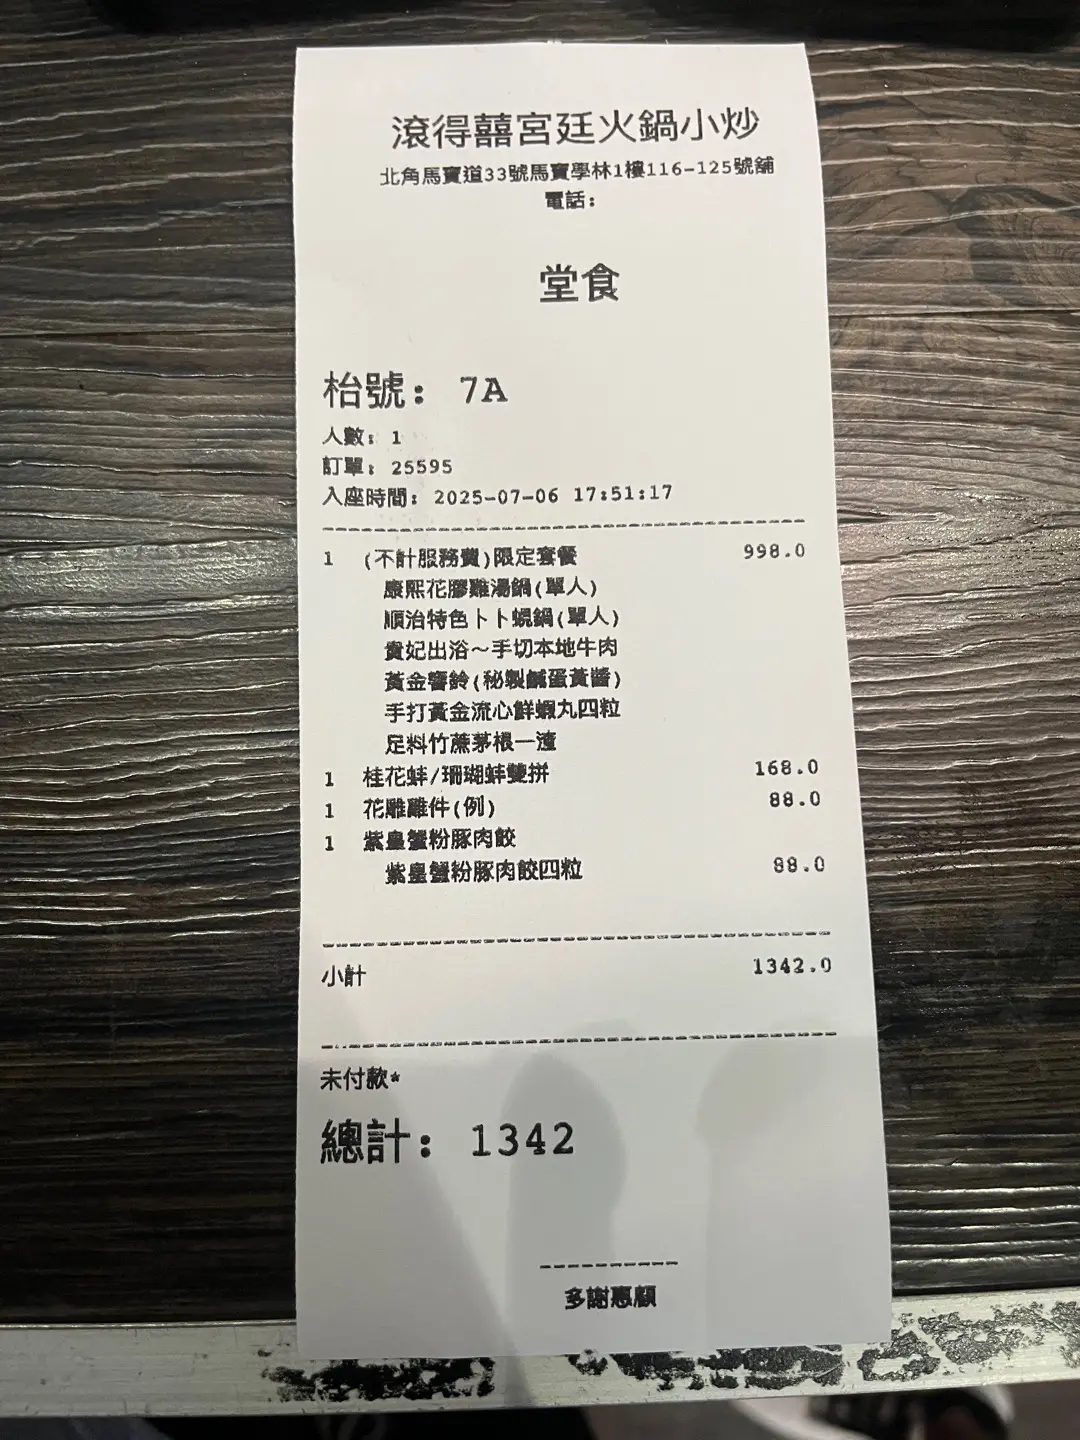 滾得囍宮廷火鍋小炒
北角馬寶道33號馬寶學林1樓116-125號舖
電話:
堂食
枱號: 7A
人數: 1
訂單: 25595
入座時間: 2025-07-06 17:51:17
1 (不計服務費)限定套餐 998.0
康熙花膠雞湯鍋(單人)
順治特色卜卜蜆鍋(單人)
貴妃出浴~手切本地牛肉
黃金響鈴(秘製鹹蛋黃醬)
手打黃金流心鮮蝦丸四粒
足料竹蔗茅根一渣
1 桂花蚌/珊瑚蚌雙拼 168.0
1 花雕雞件(例) 88.0
1 紫皇蟹粉豚肉餃
紫皇蟹粉豚肉餃四粒 88.0
小計 1342.0
未付款*
總計: 1342
多謝惠顧